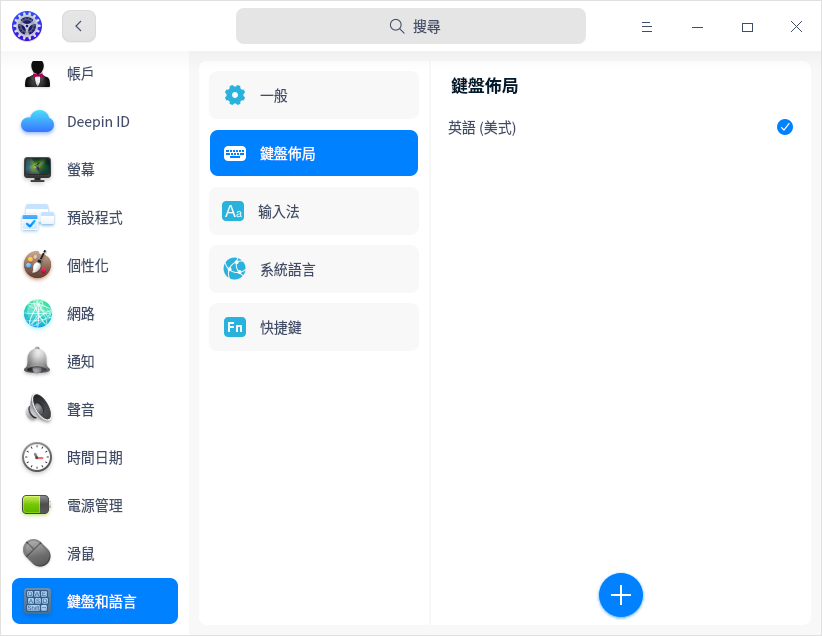 搜尋
帳戶
Deepin ID
螢幕
預設程式
個性化
網路
通知
聲音
時間日期
電源管理
滑鼠
鍵盤和語言
一般
鍵盤佈局
Aa
输入法
系統語言
Fn
快捷鍵
鍵盤佈局
英語 (美式)